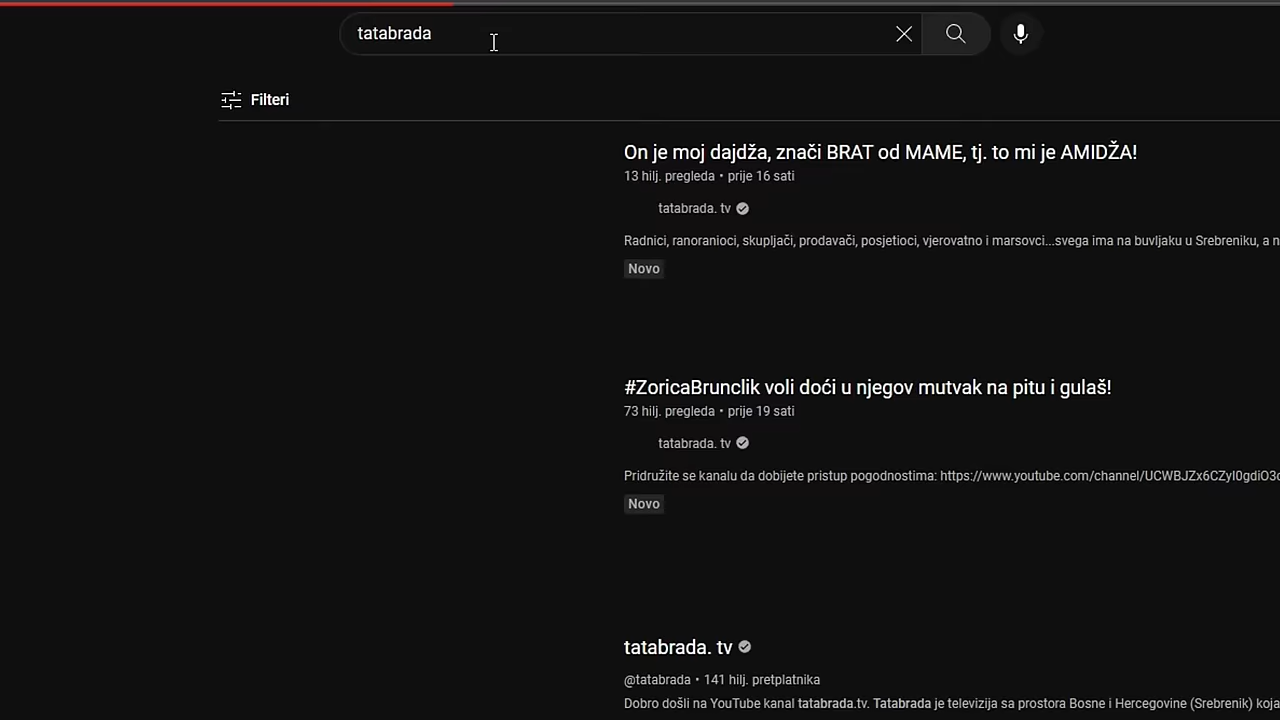 tatabrada
Filteri
On je moj dajdža, znači BRAT od MAME, tj. to mi je AMIDŽA!
13 hilj. pregleda • prije 16 sati
tatabrada. tv
Radnici, ranoranioci, skupljači, prodavači, posjetioci, vjerovatno i marsovci...svega ima na buvljaku u Srebreniku, a n
Novo
#ZoricaBrunclik voli doći u njegov mutvak na pitu i gulaš!
73 hilj. pregleda • prije 19 sati
tatabrada. tv
Pridružite se kanalu da dobijete pristup pogodnostima: https://www.youtube.com/channel/UCWBJZx6CZyI0gdiO3c
Novo
tatabrada. tv
@tatabrada • 141 hilj. pretplatnika
Dobro došli na YouTube kanal tatabrada.tv. Tatabrada je televizija sa prostora Bosne i Hercegovine (Srebrenik) koja